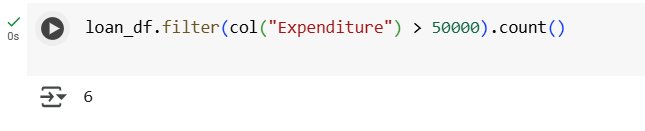 loan_df.filter(col("Expenditure") > 50000).count()
0s
6